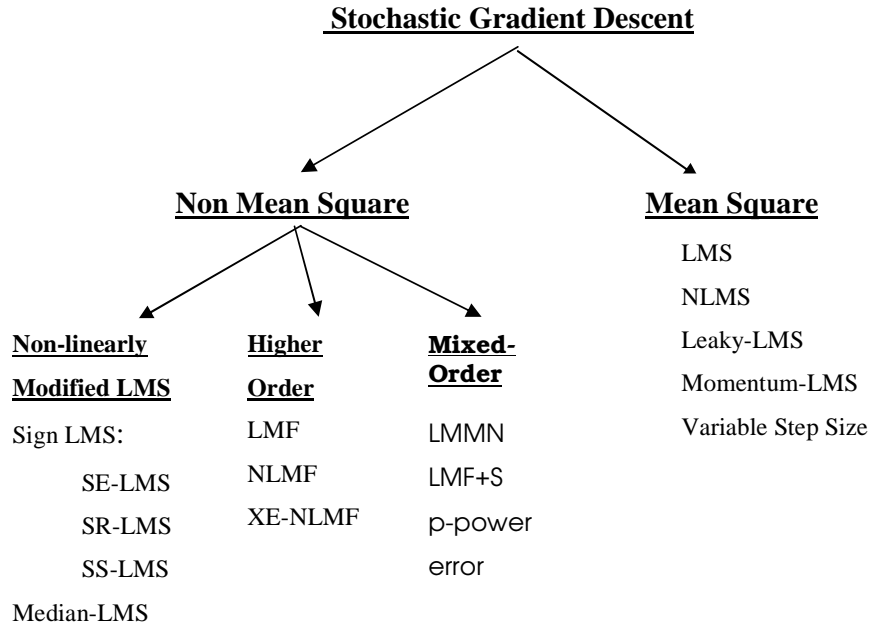 Stochastic Gradient Descent
Non Mean Square
Mean Square
LMS
NLMS
Leaky-LMS
Momentum-LMS
Variable Step Size
Non-linearly
Modified LMS
Sign LMS:
SE-LMS
SR-LMS
SS-LMS
Median-LMS
Higher
Order
LMF
NLMF
XE-NLMF
Mixed-
Order
LMMN
LMF+S
p-power
error